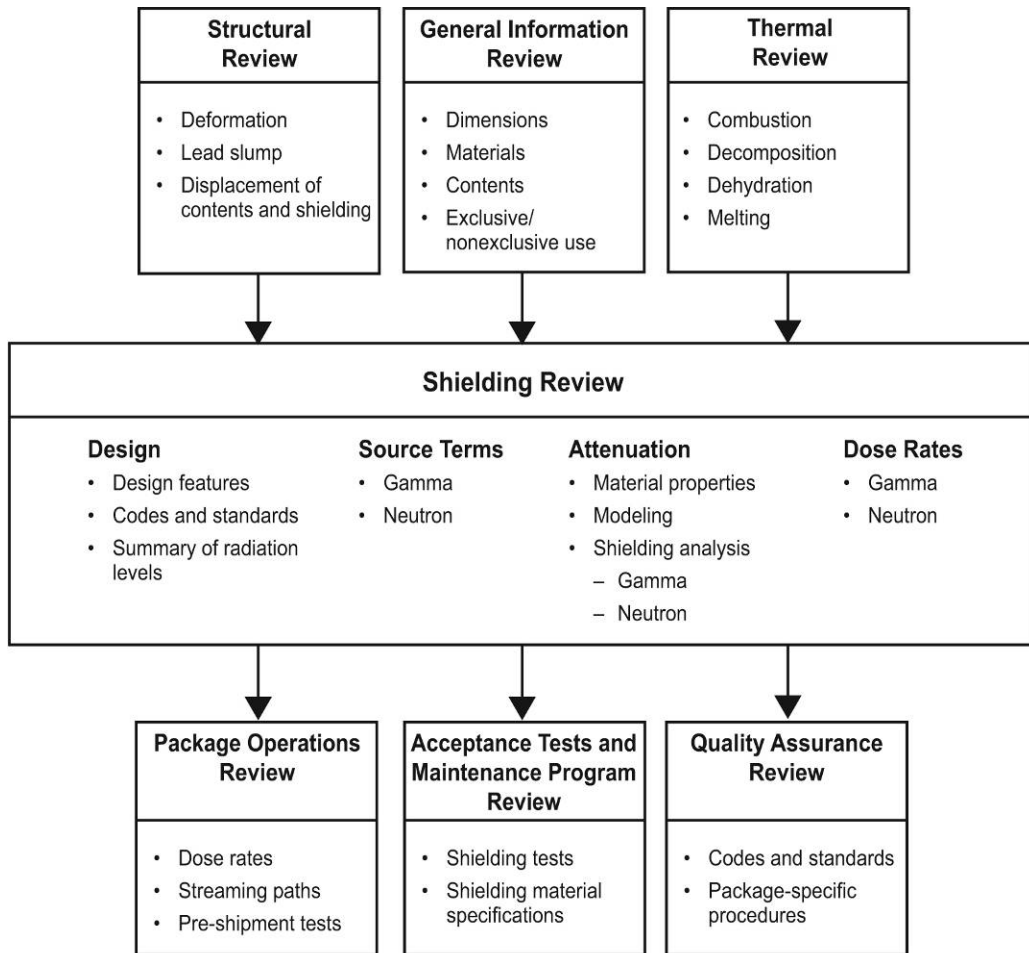 Structural
Review
• Deformation
• Lead slump
• Displacement of
contents and shielding
General Information
Review
• Dimensions
• Materials
• Contents
• Exclusive/
nonexclusive use
Thermal
Review
• Combustion
• Decomposition
• Dehydration
• Melting
Shielding Review
Design
• Design features
• Codes and standards
• Summary of radiation
levels
Source Terms
• Gamma
• Neutron
Attenuation
• Material properties
• Modeling
• Shielding analysis
– Gamma
– Neutron
Dose Rates
• Gamma
• Neutron
Package Operations
Review
• Dose rates
• Streaming paths
• Pre-shipment tests
Acceptance Tests and
Maintenance Program
Review
• Shielding tests
• Shielding material
specifications
Quality Assurance
Review
• Codes and standards
• Package-specific
procedures